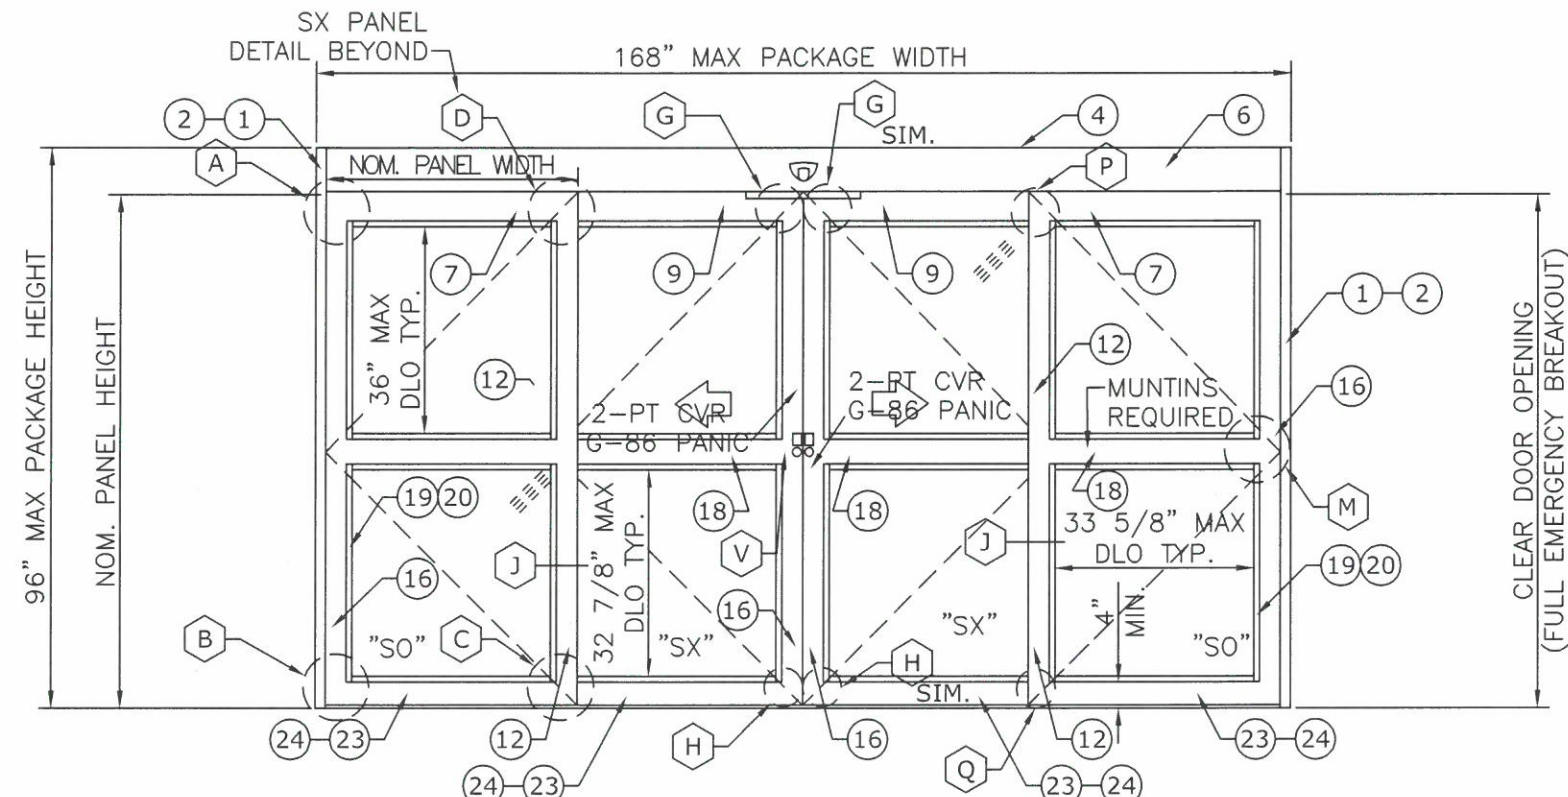 SX PANEL
DETAIL BEYOND
168" MAX PACKAGE WIDTH
2
1
D
G
G
SIM.
4
6
A
NOM. PANEL WIDTH
P
7
9
9
7
96" MAX PACKAGE HEIGHT
NOM. PANEL HEIGHT
36" MAX
DLO TYP.
12
2-PT CVR
G-86 PANIC
2-PT CVR
G-86 PANIC
12
MUNTINS
REQUIRED
1
2
16
CLEAR DOOR OPENING
(FULL EMERGENCY BREAKOUT)
19
20
18
18
18
M
J
32 7/8" MAX
DLO TYP.
V
J
33 5/8" MAX
DLO TYP.
19
20
16
16
4"
MIN.
B
"SO"
C
"SX"
"SX"
"SO"
H
SIM.
24
23
12
H
16
Q
12
23
24
24
23
23
24